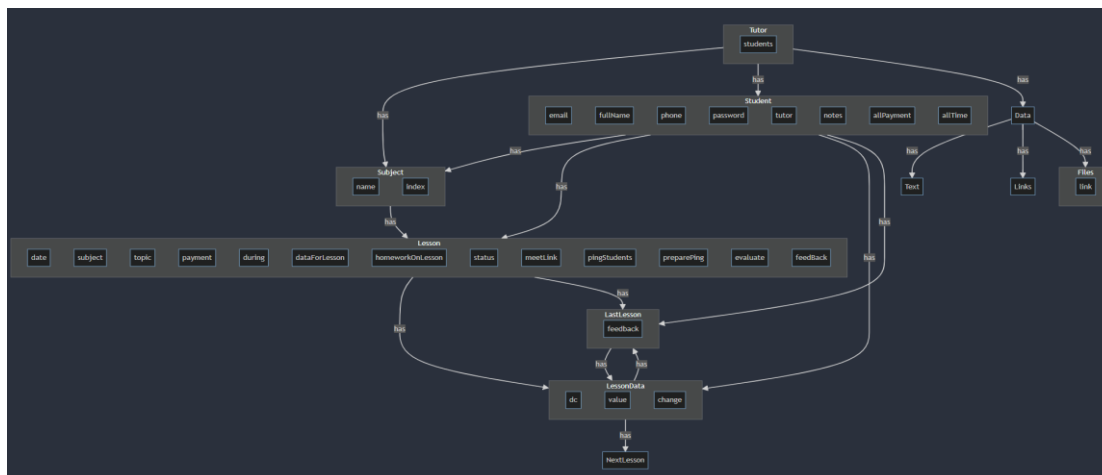 Tutor
students
has
has
has
Student
email fullName phone password tutor notes allPayment allTime
Data
has
has
has
has
Subject
name index
has
Text
Links
Files
link
has
has
Lesson
date subject topic payment during dataForLesson homeworkOnLesson status meetLink pingStudents preparePing evaluate feedBack
has
has
LastLesson
feedback
has
has
has
LessonData
dc value change
has
NextLesson